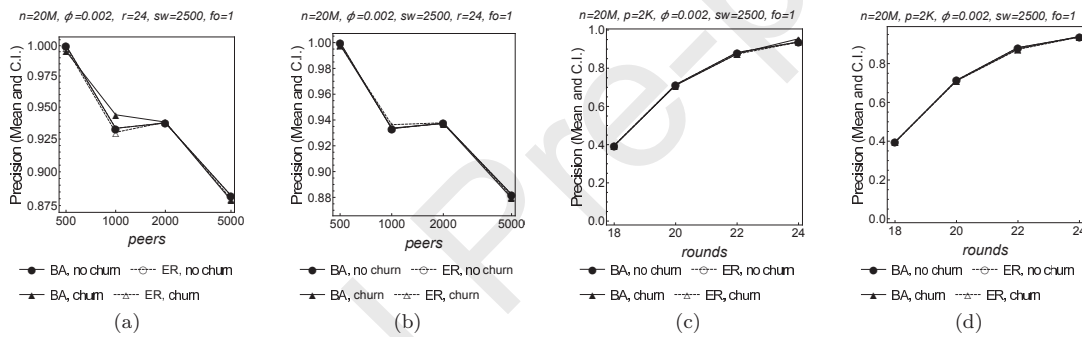 n=20M, ϕ=0.002, r=24, sw=2500, fo=1
Precision (Mean and C.I.)
1.000
0.975
0.950
0.925
0.900
0.875
500 1000 2000 5000
peers
BA, no churn ER, no churn
BA, churn ER, churn
(a)
n=20M, ϕ=0.002, sw=2500, r=24, fo=1
Precision (Mean and C.I.)
1.00
0.98
0.96
0.94
0.92
0.90
0.88
500 1000 2000 5000
peers
BA, no churn ER, no churn
BA, churn ER, churn
(b)
n=20M, p=2K, ϕ=0.002, sw=2500, fo=1
Precision (Mean and C.I.)
1.0
0.8
0.6
0.4
0.2
0.0
18 20 22 24
rounds
BA, no churn ER, no churn
BA, churn ER, churn
(c)
n=20M, p=2K, ϕ=0.002, sw=2500, fo=1
Precision (Mean and C.I.)
0.8
0.6
0.4
0.2
0.0
18 20 22 24
rounds
BA, no churn ER, no churn
BA, churn ER, churn
(d)
l Pre-p